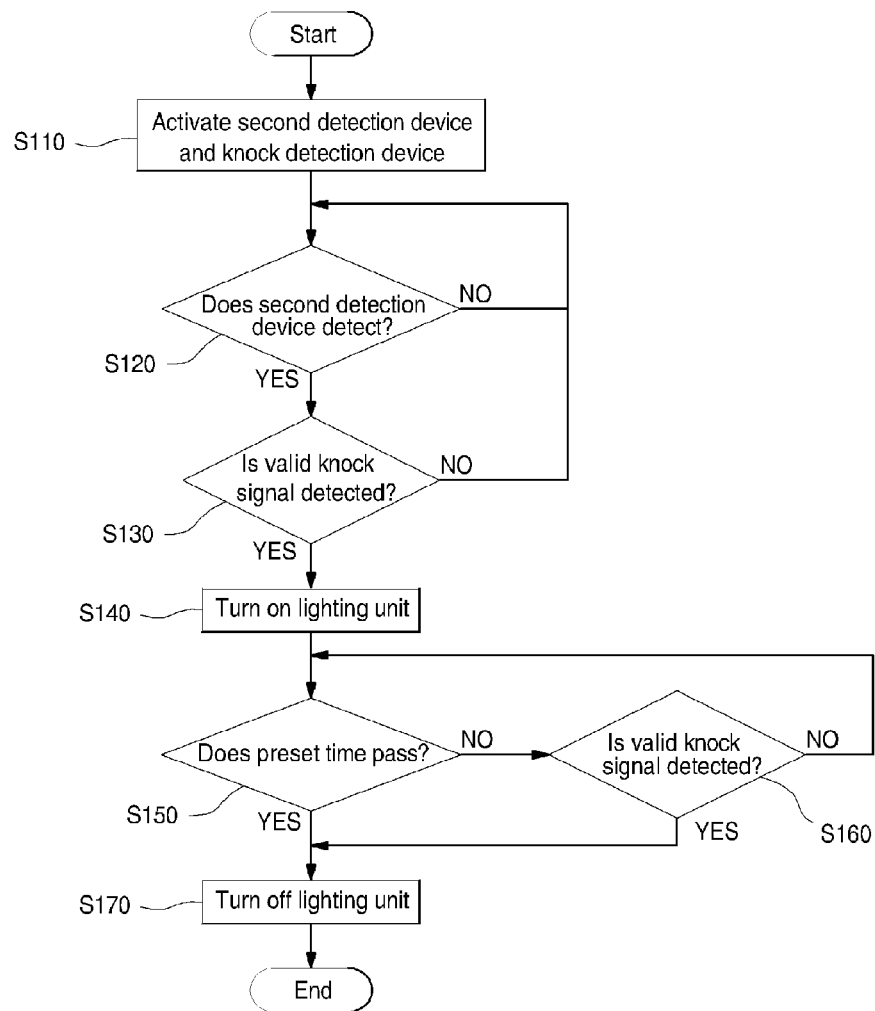 Start
S110
Activate second detection device
and knock detection device
Does second detection
device detect?
NO
S120
YES
Is valid knock
signal detected?
NO
S130
YES
S140
Turn on lighting unit
Does preset time pass?
NO
Is valid knock
signal detected?
NO
S150
YES
YES
S160
S170
Turn off lighting unit
End